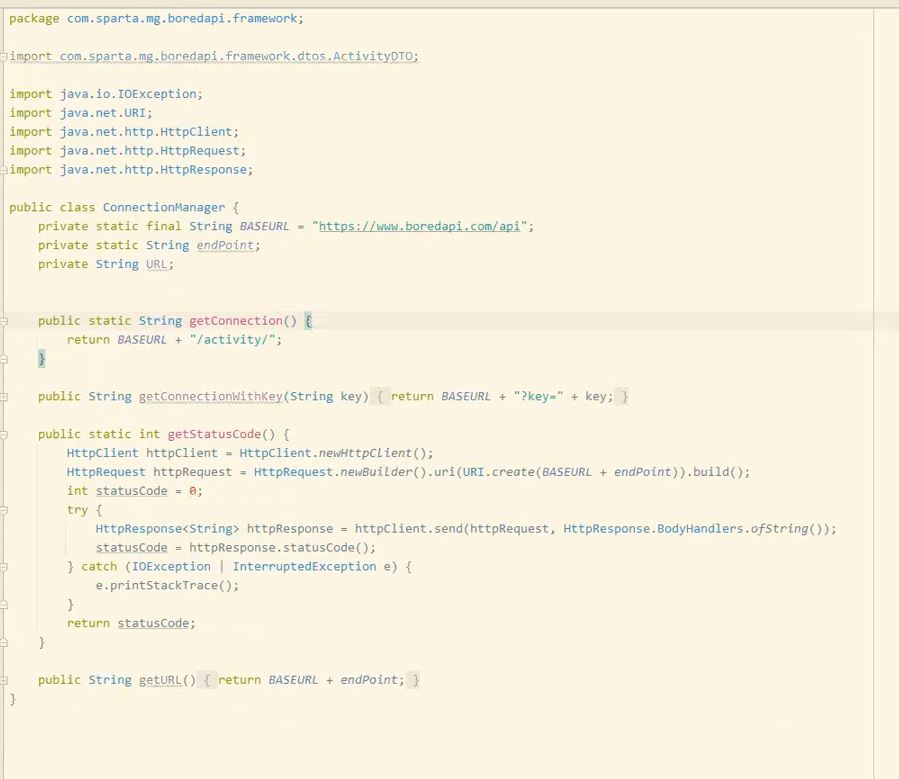 package com.sparta.mg.boredapi.framework;
import com.sparta.mg.boredapi.framework.dtos.ActivityDTO;
import java.io.IOException;
import java.net.URI;
import java.net.http.HttpClient;
import java.net.http.HttpRequest;
import java.net.http.HttpResponse;
public class ConnectionManager {
    private static final String BASEURL = "https://www.boredapi.com/api";
    private static String endPoint;
    private String URL;
    public static String getConnection() {
        return BASEURL + "/activity/";
    }
    public String getConnectionWithKey(String key) { return BASEURL + "?key=" + key; }
    public static int getStatusCode() {
        HttpClient httpClient = HttpClient.newHttpClient();
        HttpRequest httpRequest = HttpRequest.newBuilder().uri(URI.create(BASEURL + endPoint)).build();
        int statusCode = 0;
        try {
            HttpResponse<String> httpResponse = httpClient.send(httpRequest, HttpResponse.BodyHandlers.ofString());
            statusCode = httpResponse.statusCode();
        } catch (IOException | InterruptedException e) {
            e.printStackTrace();
        }
        return statusCode;
    }
    public String getURL() { return BASEURL + endPoint; }
}